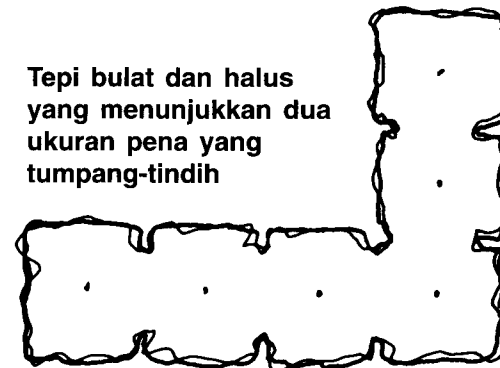 Tepi bulat dan halus
yang menunjukkan dua
ukuran pena yang
tumpang-tindih